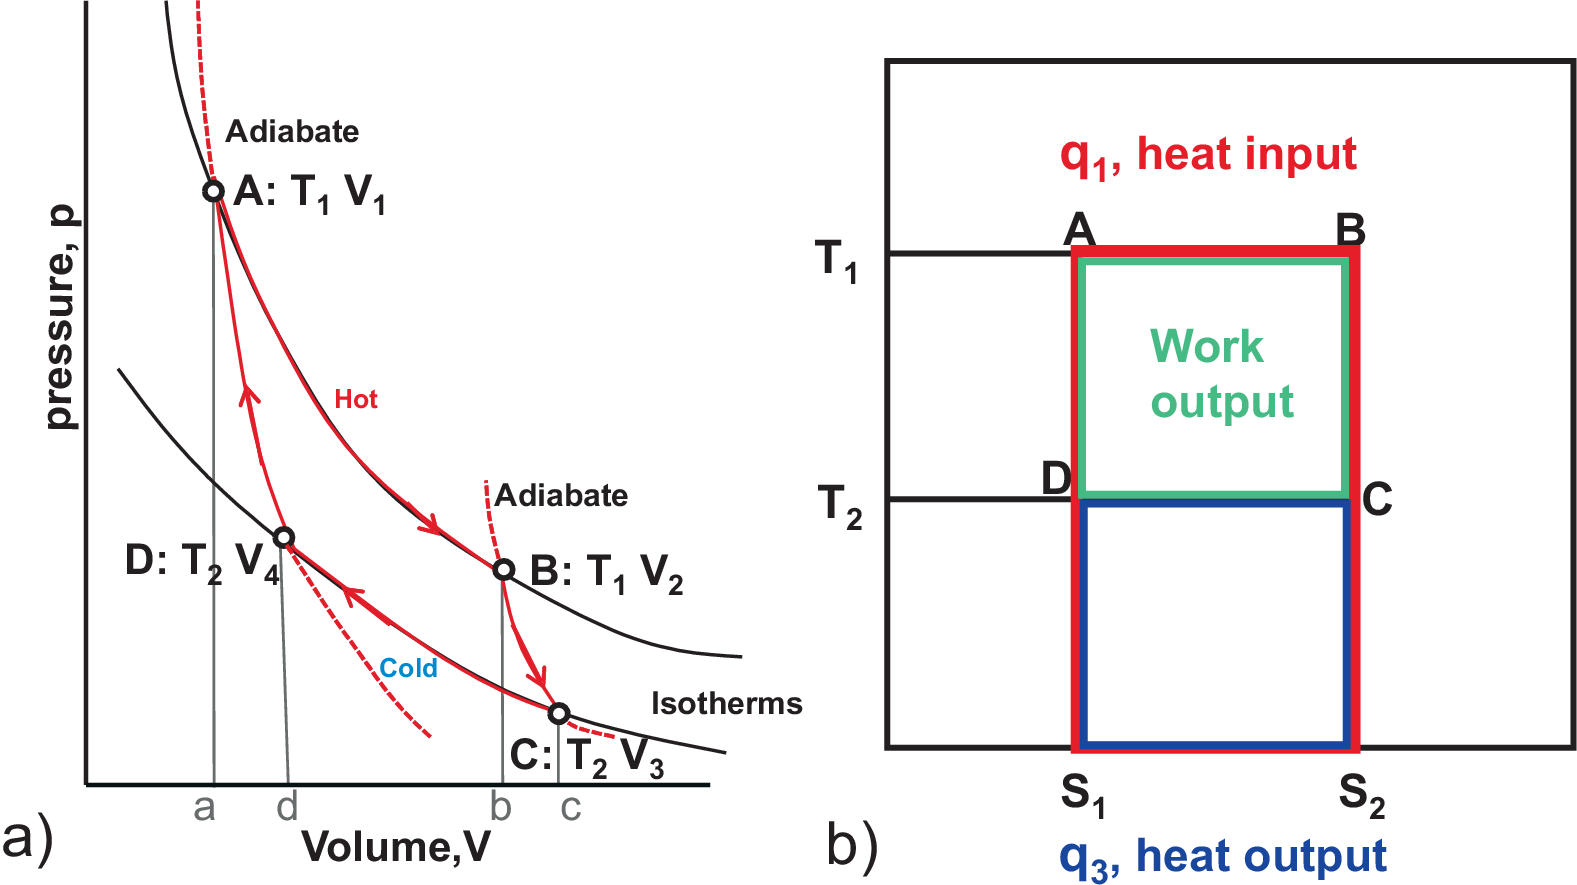 Adiabate
A: T1 V1
pressure, p
Hot
Adiabate
D: T2 V4
B: T1 V2
Cold
Isotherms
C: T2 V3
a d b c
a)
Volume,V
q1, heat input
A B
T1
Work
output
D C
T2
S1 S2
b)
q3, heat output